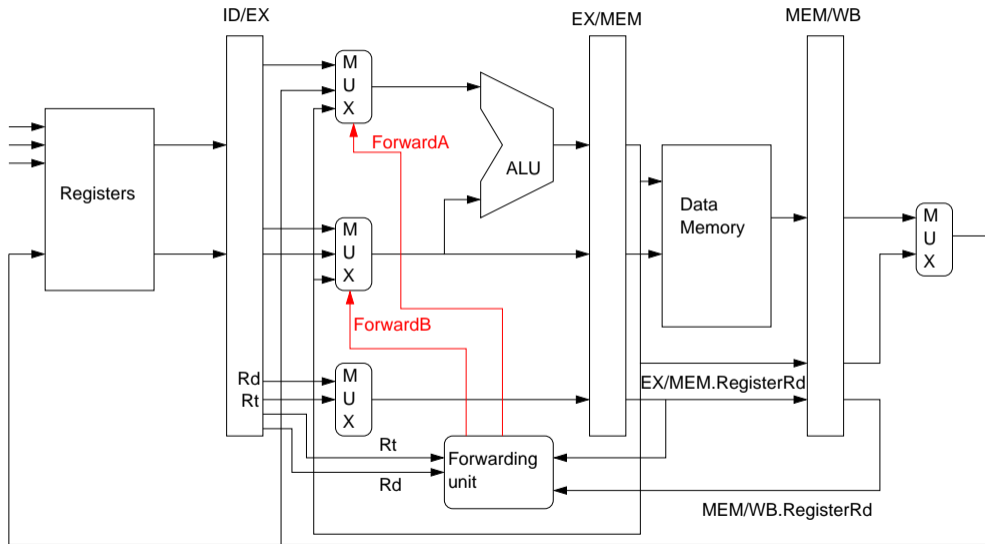 ID/EX
EX/MEM
MEM/WB
M
U
X
ForwardA
ALU
Registers
Data
Memory
M
U
X
M
U
X
ForwardB
Rd
Rt
M
U
X
EX/MEM.RegisterRd
Rt
Rd
Forwarding
unit
MEM/WB.RegisterRd